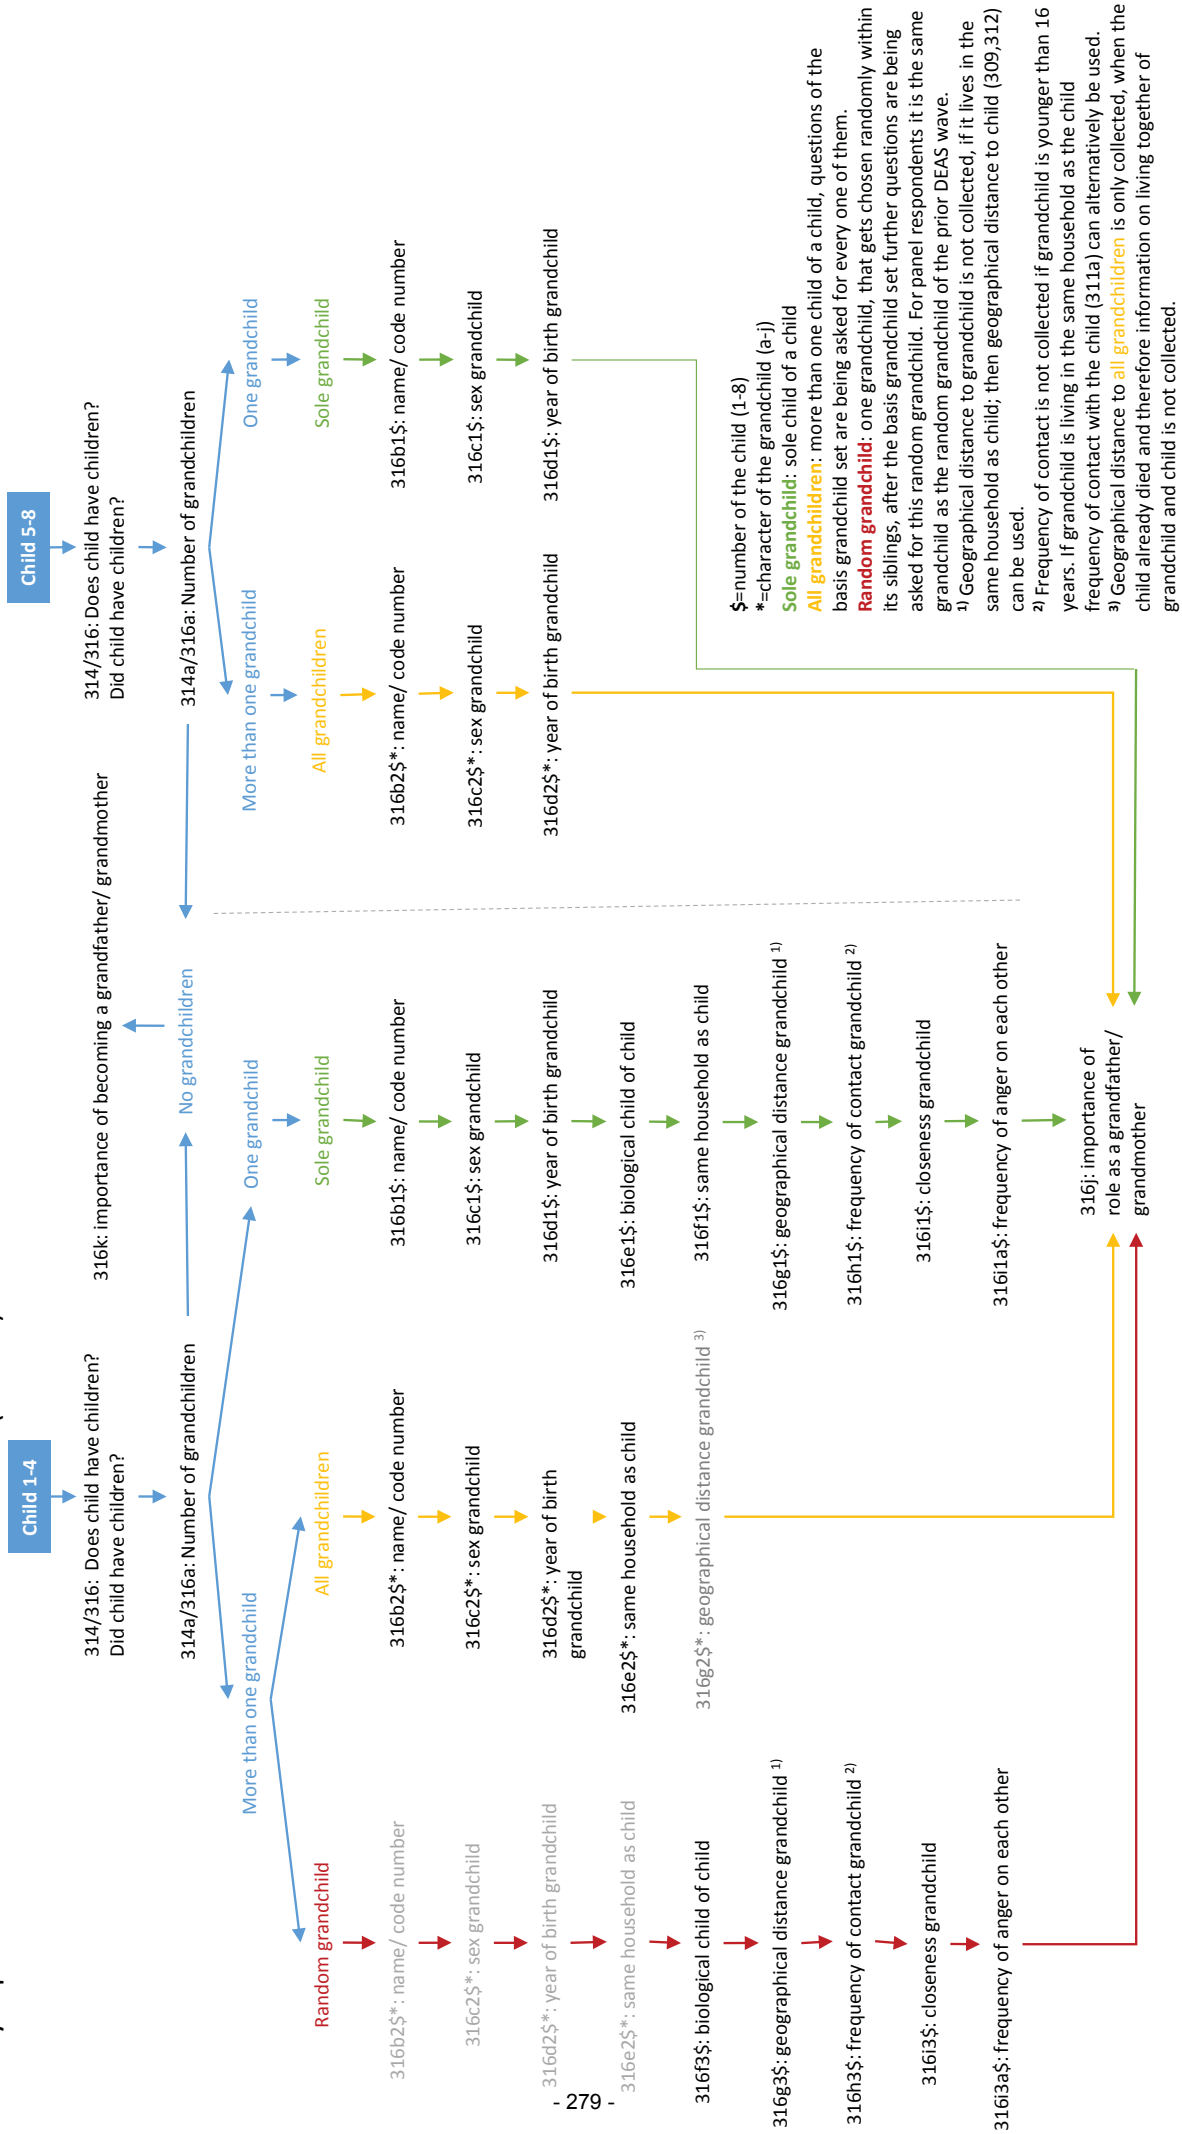 Child 1-4
314/316:  Does child have children?
Did child have children?
314a/316a: Number of grandchildren
More than one grandchild
Random grandchild
316b2$*: name/ code number
316c2$*: sex grandchild
316d2$*: year of birth grandchild
316e2$*: same household as child
316f3$: biological child of child
316g3$: geographical distance grandchild ¹⁾
316h3$: frequency of contact grandchild ²⁾
316i3$: closeness grandchild
316i3a$: frequency of anger on each other
All grandchildren
316b2$*: name/ code number
316c2$*: sex grandchild
316d2$*: year of birth
grandchild
316e2$*: same household as child
316g2$*: geographical distance grandchild ³⁾
316k: importance of becoming a grandfather/ grandmother
No grandchildren
One grandchild
Sole grandchild
316b1$: name/ code number
316c1$: sex grandchild
316d1$: year of birth grandchild
316e1$: biological child of child
316f1$: same household as child
316g1$: geographical distance grandchild ¹⁾
316h1$: frequency of contact grandchild ²⁾
316i1$: closeness grandchild
316i1a$: frequency of anger on each other
316j: importance of
role as a grandfather/
grandmother
Child 5-8
314/316: Does child have children?
Did child have children?
314a/316a: Number of grandchildren
More than one grandchild
All grandchildren
316b2$*: name/ code number
316c2$*: sex grandchild
316d2$*: year of birth grandchild
One grandchild
Sole grandchild
316b1$: name/ code number
316c1$: sex grandchild
316d1$: year of birth grandchild
$=number of the child (1-8)
*=character of the grandchild (a-j)
Sole grandchild: sole child of a child
All grandchildren: more than one child of a child, questions of the
basis grandchild set are being asked for every one of them.
Random grandchild: one grandchild, that gets chosen randomly within
its siblings, after the basis grandchild set further questions are being
asked for this random grandchild. For panel respondents it is the same
grandchild as the random grandchild of the prior DEAS wave.
¹⁾ Geographical distance to grandchild is not collected, if it lives in the
same household as child; then geographical distance to child (309,312)
can be used.
²⁾ Frequency of contact is not collected if grandchild is younger than 16
years. If grandchild is living in the same household as the child
frequency of contact with the child (311a) can alternatively be used.
³⁾ Geographical distance to all grandchildren is only collected, when the
child already died and therefore information on living together of
grandchild and child is not collected.
- 279 -